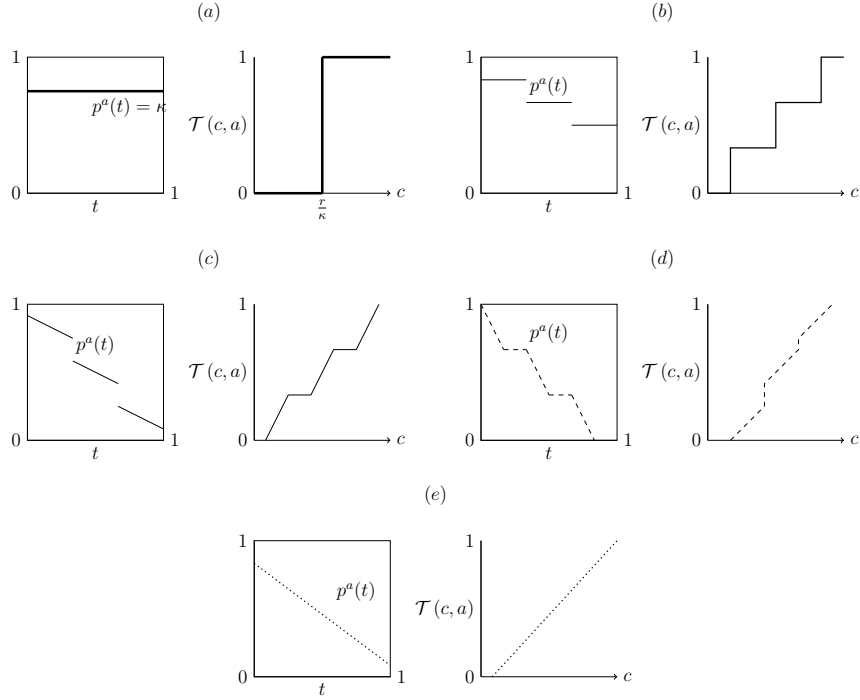 (a)
1
p^a(t) = κ
0
t
1
1
𝒯 (c, a)
0
r/κ
c
(b)
1
p^a(t)
0
t
1
1
𝒯 (c, a)
0
c
(c)
1
p^a(t)
0
t
1
1
𝒯 (c, a)
0
c
(d)
1
p^a(t)
0
t
1
1
𝒯 (c, a)
0
c
(e)
1
p^a(t)
0
t
1
1
𝒯 (c, a)
0
c